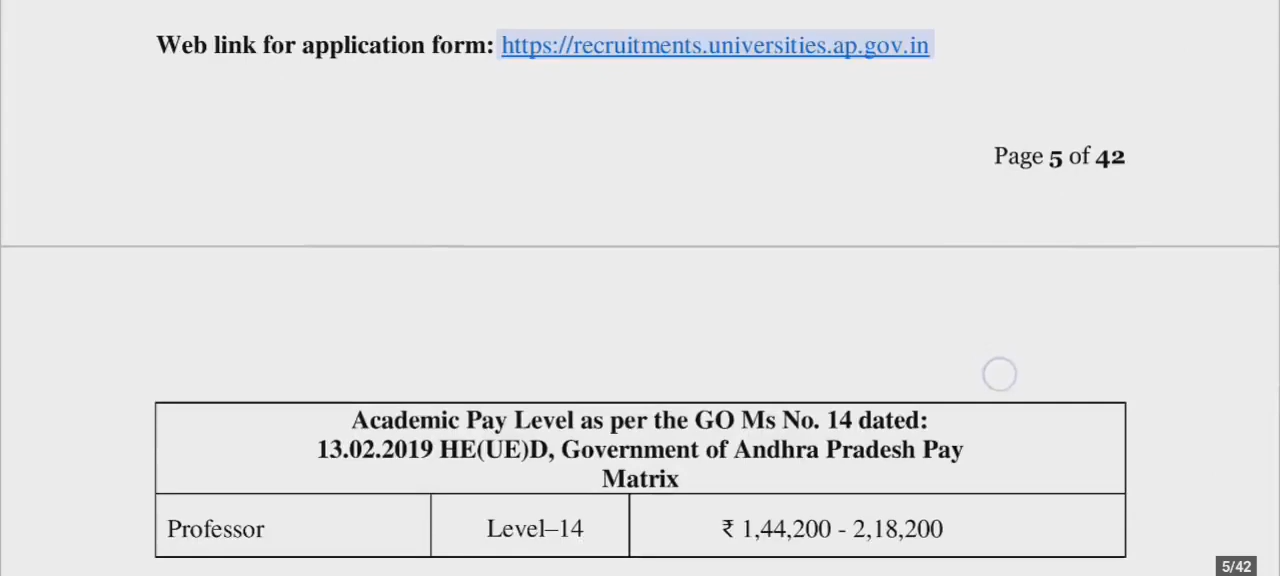 Web link for application form: https://recruitments.universities.ap.gov.in
Page 5 of 42
Academic Pay Level as per the GO Ms No. 14 dated:
13.02.2019 HE(UE)D, Government of Andhra Pradesh Pay
Matrix
Professor Level–14 ₹ 1,44,200 - 2,18,200
5/42